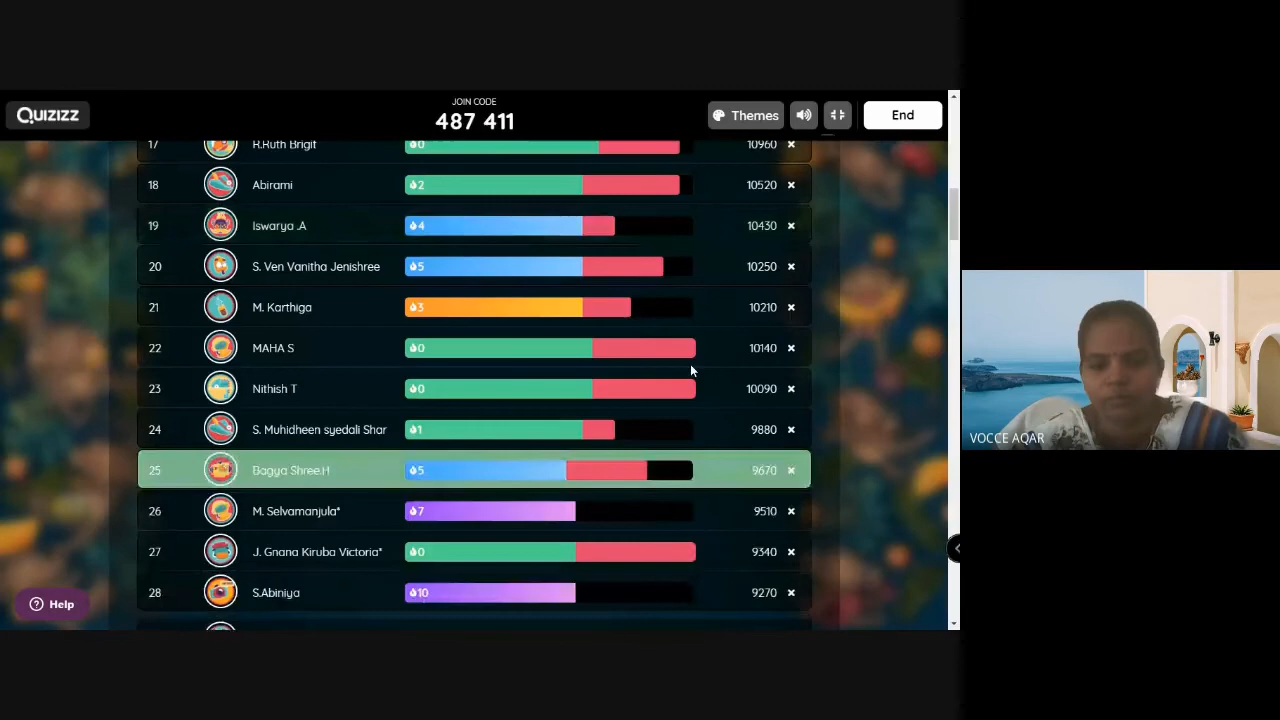 Quizizz
JOIN CODE
487 411
Themes
End
17 R.Ruth Brigit 0 10960
18 Abirami 2 10520
19 Iswarya .A 4 10430
20 S. Ven Vanitha Jenishree 5 10250
21 M. Karthiga 3 10210
22 MAHA S 0 10140
23 Nithish T 0 10090
24 S. Muhidheen syedali Shar 1 9880
25 Bagya Shree.H 5 9670
26 M. Selvamanjula* 7 9510
27 J. Gnana Kiruba Victoria* 0 9340
28 S.Abiniya 10 9270
Help
VOCCE AQAR